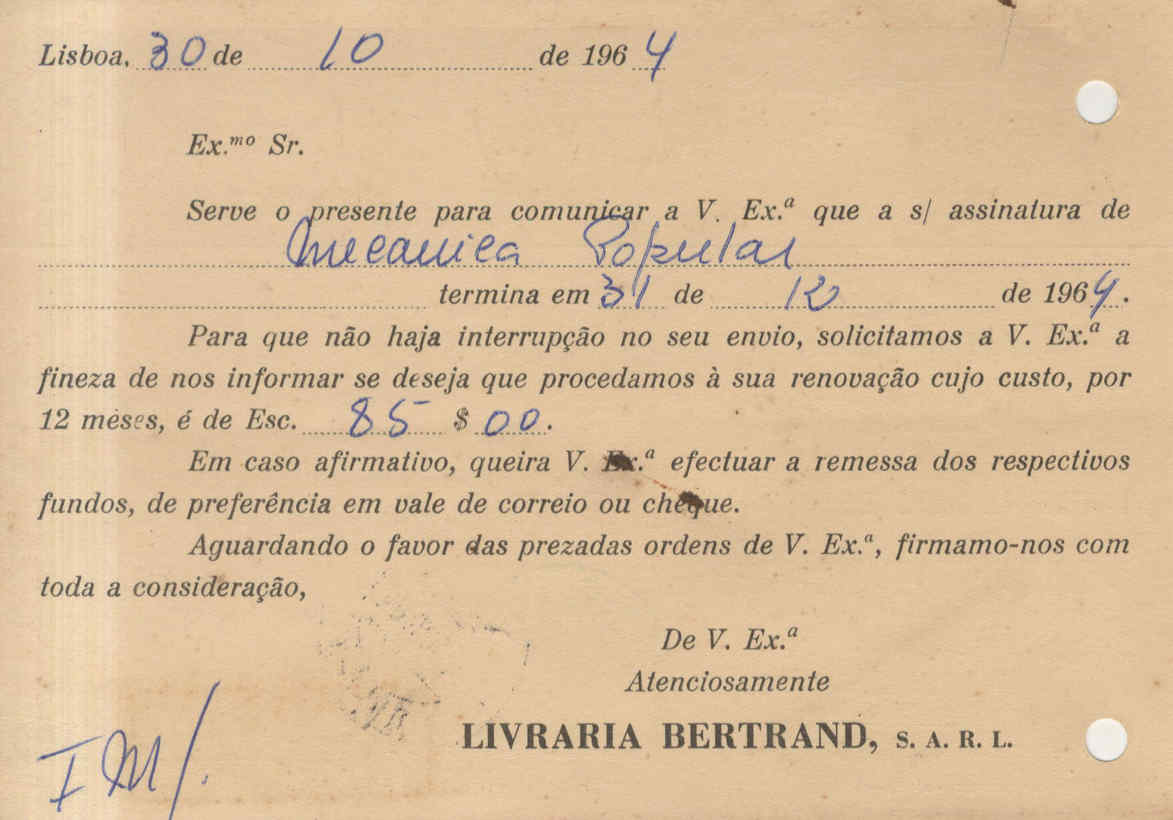 Lisboa, 30 de 10 de 1964
Ex.mo Sr.
Serve o presente para comunicar a V. Ex.ª que a s/ assinatura de
Mecanica Popular
termina em 31 de 12 de 1964.
Para que não haja interrupção no seu envio, solicitamos a V. Ex.ª a
fineza de nos informar se deseja que procedamos à sua renovação cujo custo, por
12 meses, é de Esc. 85 $ 00.
Em caso afirmativo, queira V. Ex.ª efectuar a remessa dos respectivos
fundos, de preferência em vale de correio ou cheque.
Aguardando o favor das prezadas ordens de V. Ex.ª, firmamo-nos com
toda a consideração,
De V. Ex.ª
Atenciosamente
LIVRARIA BERTRAND, S. A. R. L.